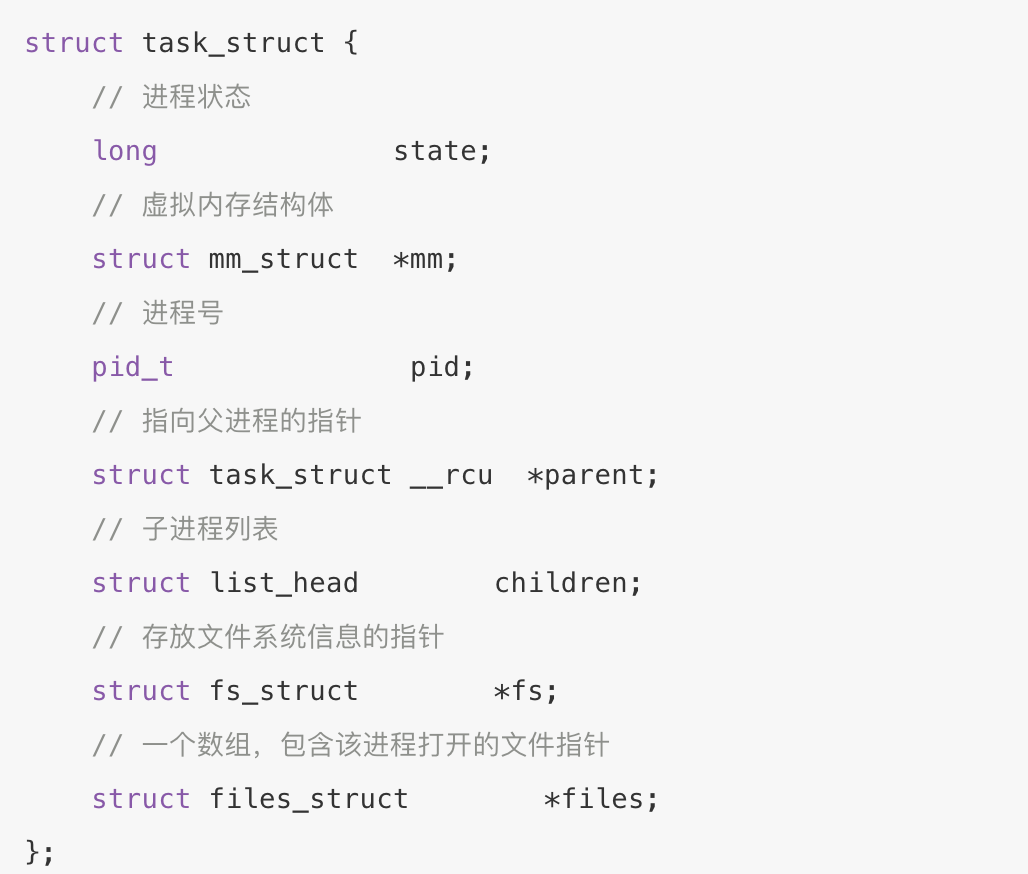 struct task_struct {
    // 进程状态
    long              state;
    // 虚拟内存结构体
    struct mm_struct  *mm;
    // 进程号
    pid_t              pid;
    // 指向父进程的指针
    struct task_struct __rcu  *parent;
    // 子进程列表
    struct list_head        children;
    // 存放文件系统信息的指针
    struct fs_struct        *fs;
    // 一个数组，包含该进程打开的文件指针
    struct files_struct        *files;
};